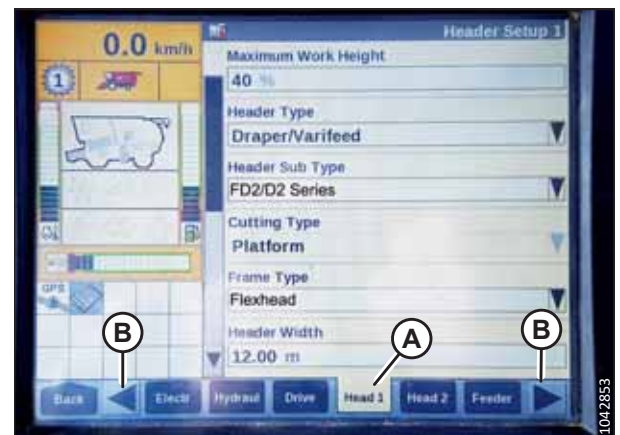 Header Setup 1
0.0 km/h
Maximum Work Height
40 %
1
Header Type
Draper/Varifeed
Header Sub Type
FD2/D2 Series
Cutting Type
Platform
Frame Type
Flexhead
GPS
Header Width
12.00 m
B
A
B
Back
Electr
Hydraul
Drive
Head 1
Head 2
Feeder
1042853